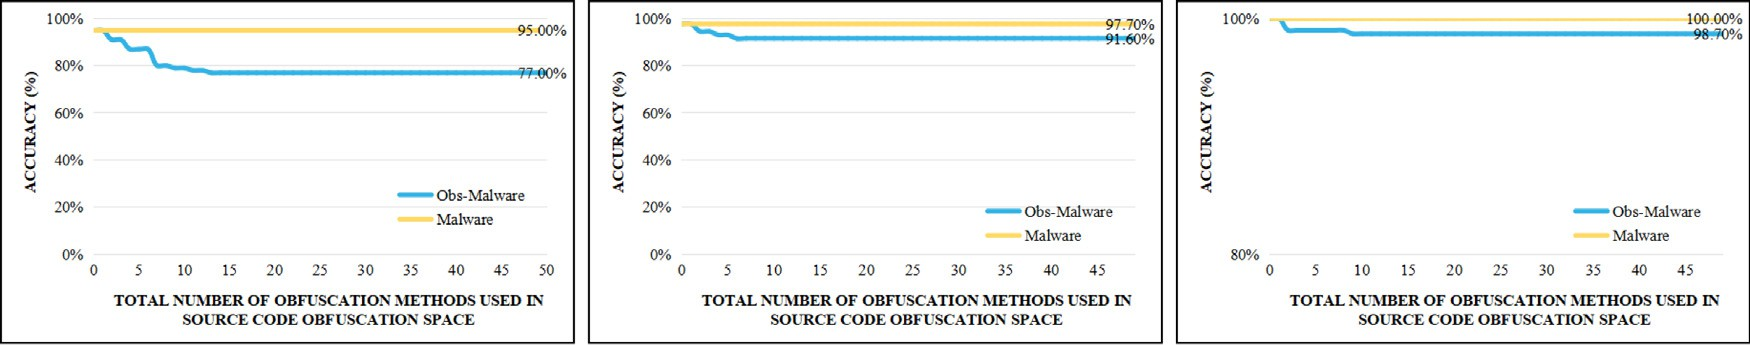 100%
80%
60%
40%
20%
0%
ACCURACY (%)
95.00%
77.00%
Obs-Malware
Malware
0 5 10 15 20 25 30 35 40 45 50
TOTAL NUMBER OF OBFUSCATION METHODS USED IN
SOURCE CODE OBFUSCATION SPACE
100%
80%
60%
40%
20%
0%
ACCURACY (%)
97.70%
91.60%
Obs-Malware
Malware
0 5 10 15 20 25 30 35 40 45
TOTAL NUMBER OF OBFUSCATION METHODS USED IN
SOURCE CODE OBFUSCATION SPACE
100%
80%
ACCURACY (%)
100.00%
98.70%
Obs-Malware
Malware
0 5 10 15 20 25 30 35 40 45
TOTAL NUMBER OF OBFUSCATION METHODS USED IN
SOURCE CODE OBFUSCATION SPACE